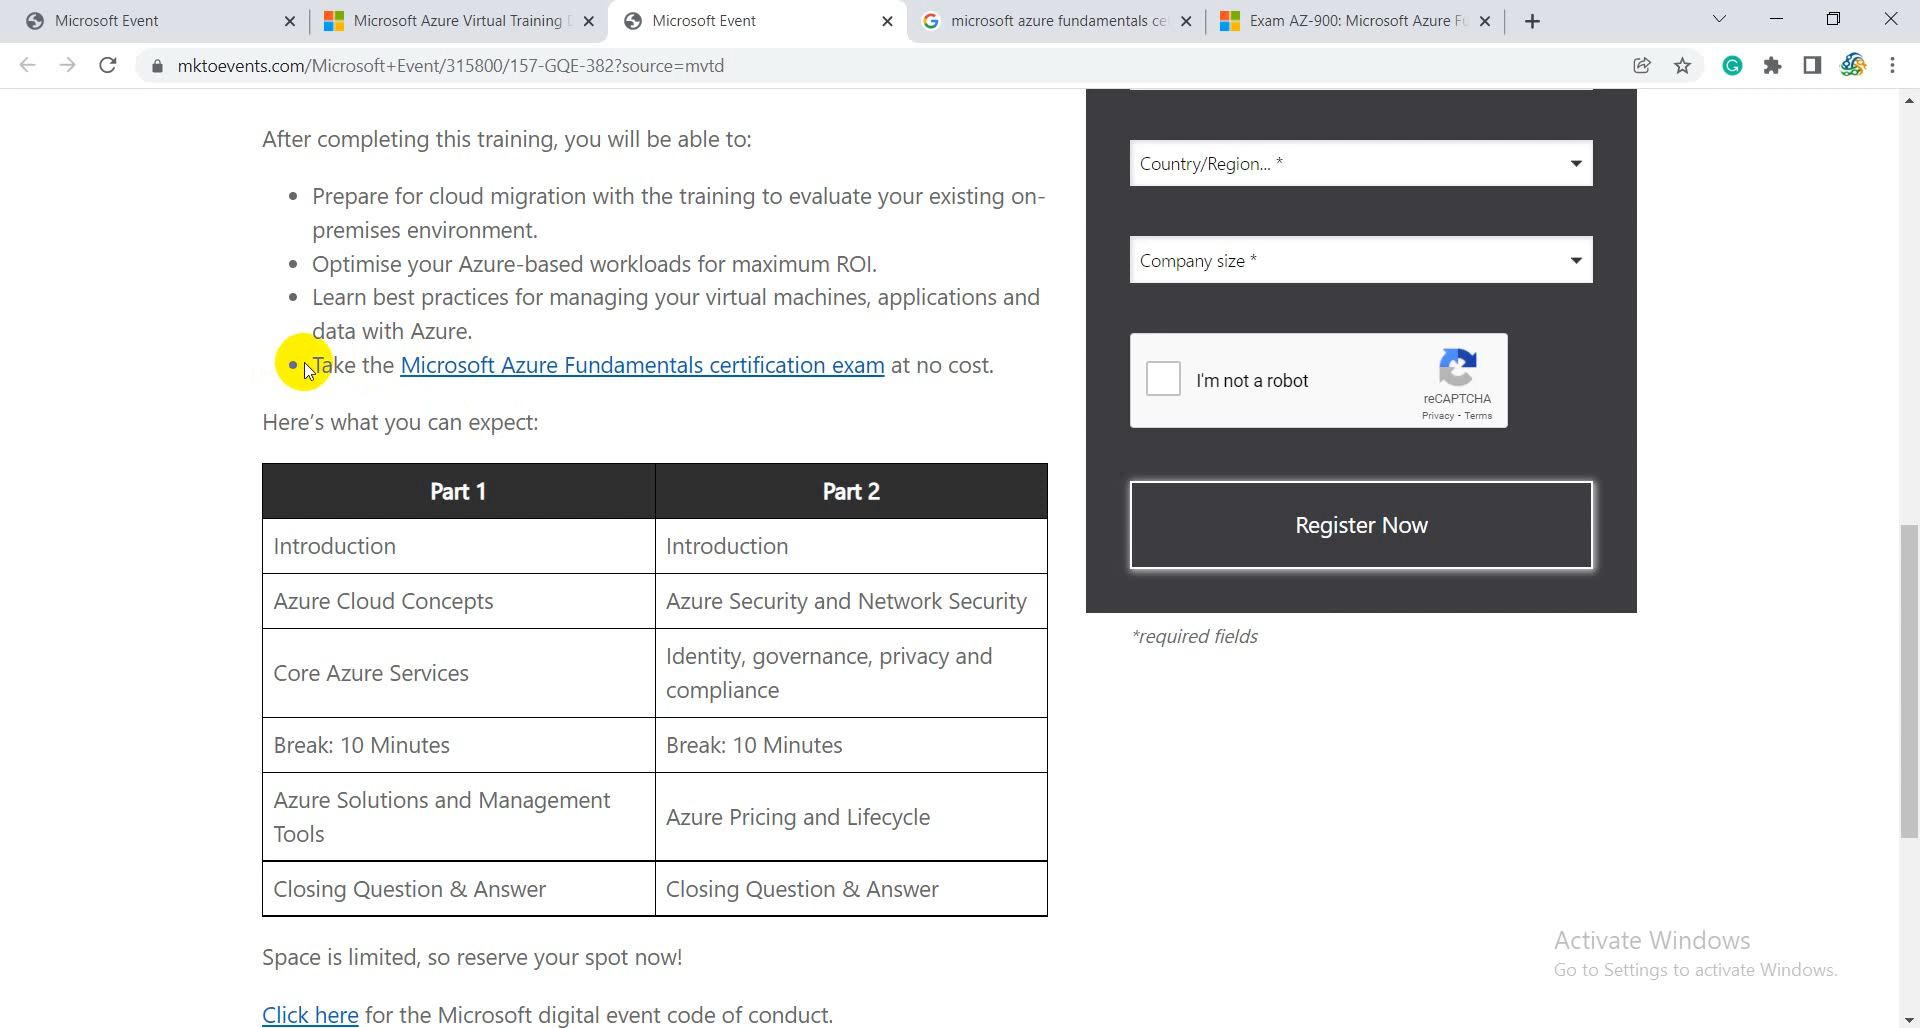 Microsoft Event
Microsoft Azure Virtual Training
Microsoft Event
microsoft azure fundamentals ce
Exam AZ-900: Microsoft Azure Fu
mktoevents.com/Microsoft+Event/315800/157-GQE-382?source=mvtd
After completing this training, you will be able to:
• Prepare for cloud migration with the training to evaluate your existing on-
premises environment.
• Optimise your Azure-based workloads for maximum ROI.
• Learn best practices for managing your virtual machines, applications and
data with Azure.
• Take the Microsoft Azure Fundamentals certification exam at no cost.
Here's what you can expect:
Part 1
Part 2
Introduction
Introduction
Azure Cloud Concepts
Azure Security and Network Security
Core Azure Services
Identity, governance, privacy and
compliance
Break: 10 Minutes
Break: 10 Minutes
Azure Solutions and Management
Tools
Azure Pricing and Lifecycle
Closing Question & Answer
Closing Question & Answer
Space is limited, so reserve your spot now!
Click here for the Microsoft digital event code of conduct.
Country/Region... *
Company size *
I'm not a robot
reCAPTCHA
Privacy - Terms
Register Now
*required fields
Activate Windows
Go to Settings to activate Windows.